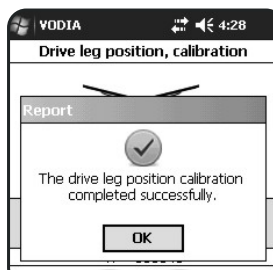 VODIA 4:28
Drive leg position, calibration
Report
The drive leg position calibration
completed successfully.
OK